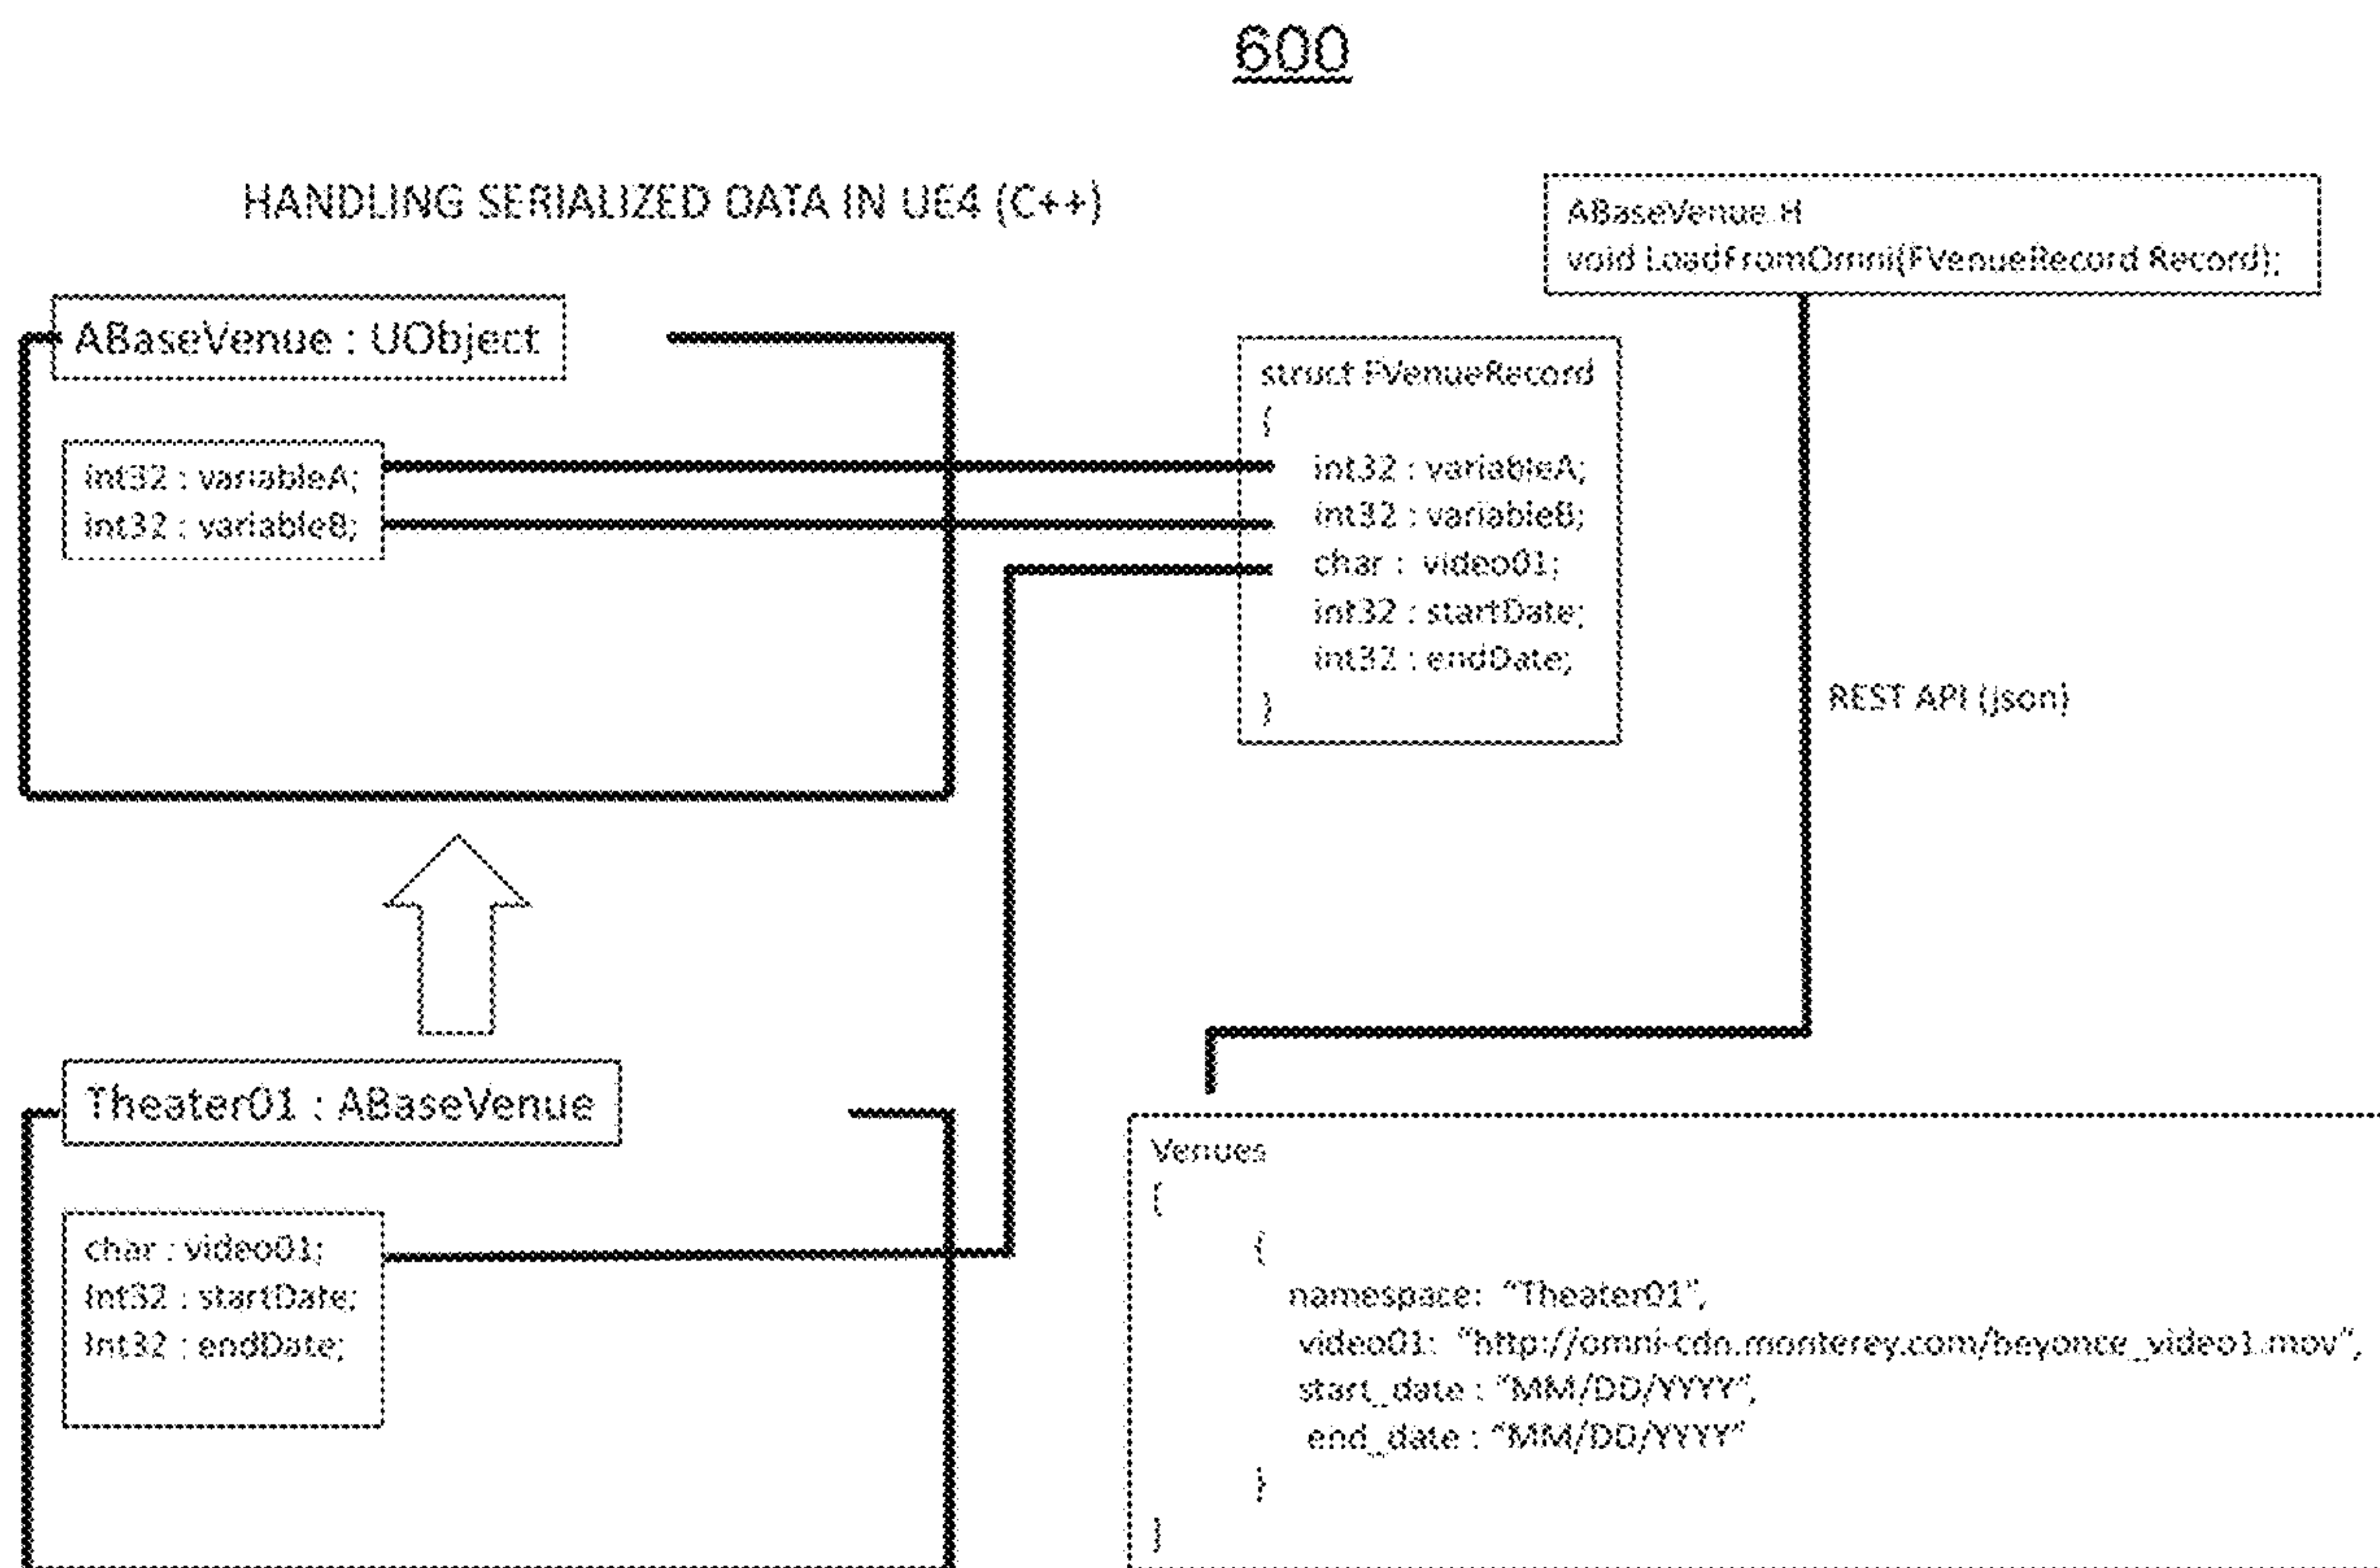 600
HANDLING SERIALIZED DATA IN UE4 (C++)
ABaseVenue.H
void LoadFromOmni(FVenueRecord Record);
ABaseVenue : UObject
int32 : variableA;
int32 : variableB;
struct FVenueRecord
{
int32 : variableA;
int32 : variableB;
char : video01;
int32 : startDate;
int32 : endDate;
}
REST API (json)
Theater01 : ABaseVenue
char : video01;
Int32 : startDate;
Int32 : endDate;
Venues
{
{
namespace: "Theater01",
video01: "http://omni-cdn.monterey.com/beyonce_video1.mov",
start_date : "MM/DD/YYYY",
end_date : "MM/DD/YYYY"
}
}